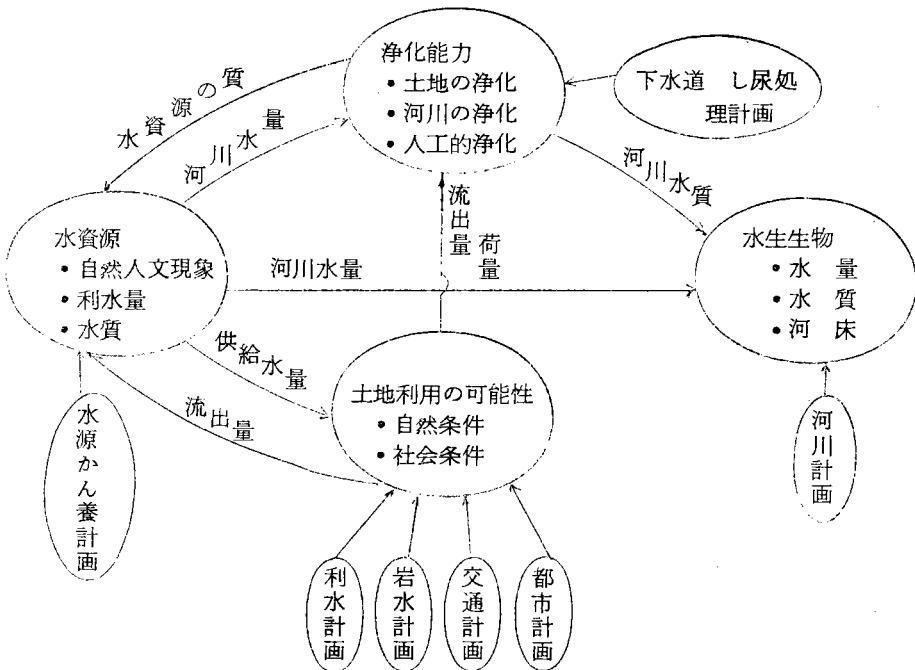 浄化能力
• 土地の浄化
• 河川の浄化
• 人工的浄化
下水道 し尿処
理計画
水資源の質
河川水量
河川水質
流出量
荷量
水資源
• 自然人文現象
• 利水量
• 水質
河川水量
水生生物
• 水 量
• 水 質
• 河 床
供給水量
流出量
土地利用の可能性
• 自然条件
• 社会条件
水源かん養計画
河川計画
利水計画
岩水計画
交通計画
都市計画